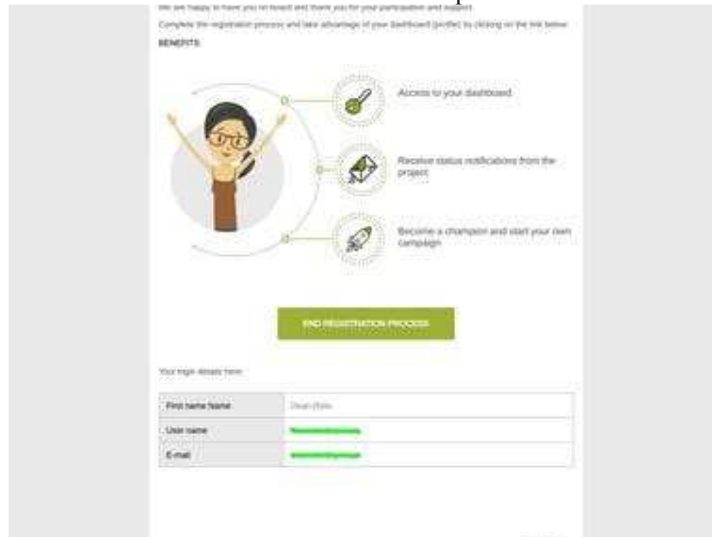 We are happy to have you on board and thank you for your participation and support.
Complete the registration process and take advantage of your Dashboard (profile) by clicking on the link below.
BENEFITS:
Access to your dashboard
Receive status notifications from the
project
Become a champion and start your own
campaign
END REGISTRATION PROCESS
Your login details here:
First name Name
User name
E-mail